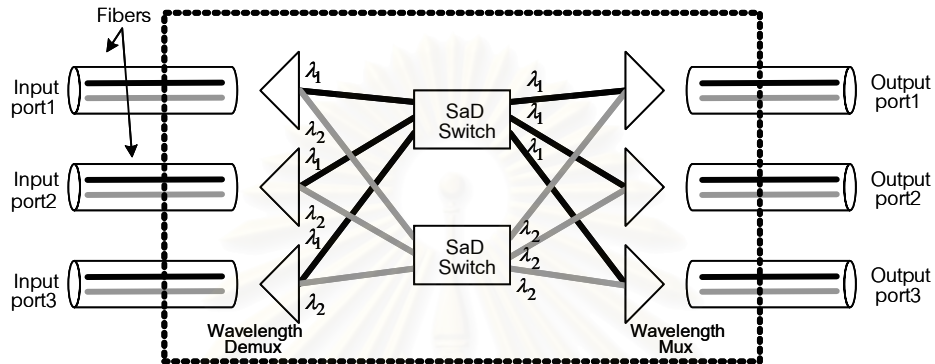 Fibers
Input
port1
Input
port2
Input
port3
λ1
λ2
λ1
λ2
λ1
λ2
Wavelength
Demux
SaD
Switch
SaD
Switch
λ1
λ1
λ1
λ2
λ2
λ2
Wavelength
Mux
Output
port1
Output
port2
Output
port3